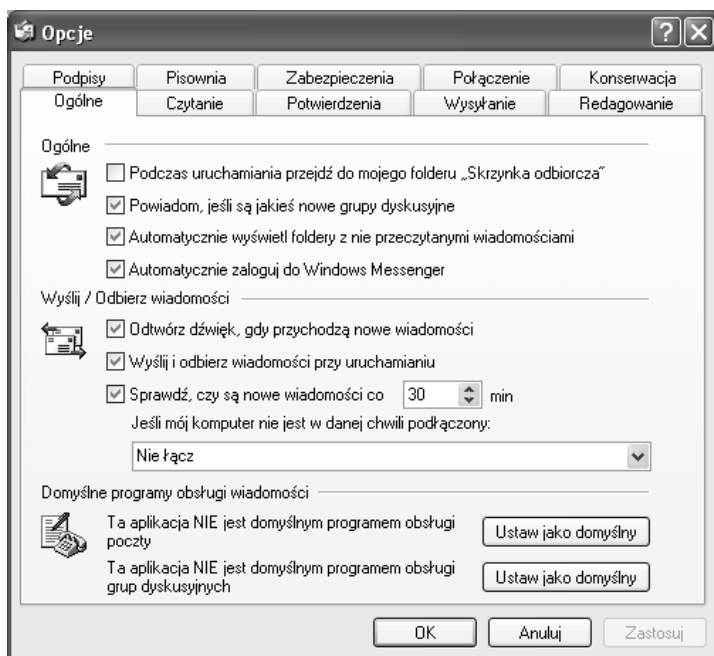 Opcje
Podpisy Pisownia Zabezpieczenia Połączenie Konserwacja
Ogólne Czytanie Potwierdzenia Wysyłanie Redagowanie
Ogólne
Podczas uruchamiania przejdź do mojego folderu „Skrzynka odbiorcza”
Powiadom, jeśli są jakieś nowe grupy dyskusyjne
Automatycznie wyświetl foldery z nie przeczytanymi wiadomościami
Automatycznie zaloguj do Windows Messenger
Wyślij / Odbierz wiadomości
Odtwórz dźwięk, gdy przychodzą nowe wiadomości
Wyślij i odbierz wiadomości przy uruchamianiu
Sprawdź, czy są nowe wiadomości co 30 min
Jeśli mój komputer nie jest w danej chwili podłączony:
Nie łącz
Domyślne programy obsługi wiadomości
Ta aplikacja NIE jest domyślnym programem obsługi
poczty
Ustaw jako domyślny
Ta aplikacja NIE jest domyślnym programem obsługi
grup dyskusyjnych
Ustaw jako domyślny
OK Anuluj Zastosuj